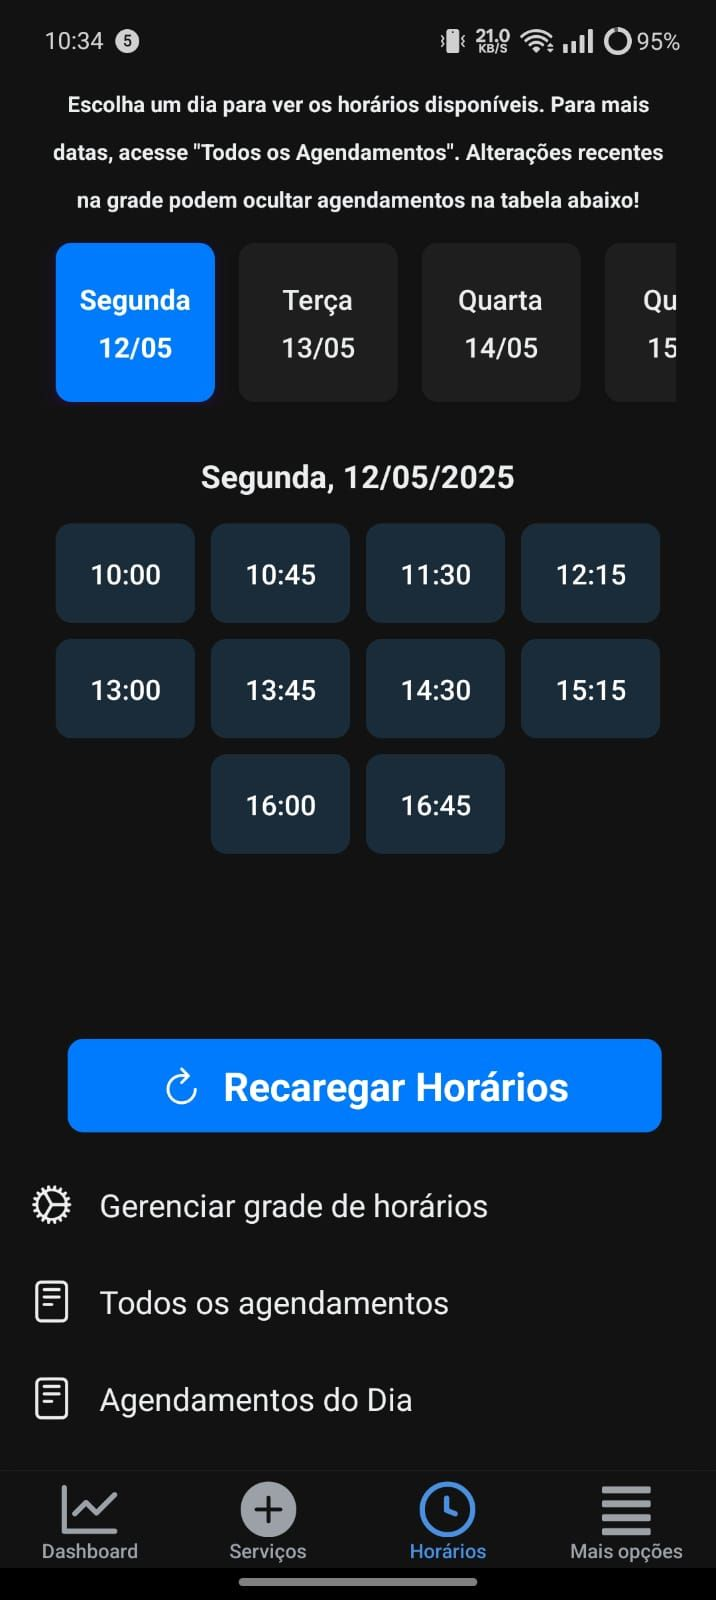 10:34 5 21.0 KB/S 95%
Escolha um dia para ver os horários disponíveis. Para mais
datas, acesse "Todos os Agendamentos". Alterações recentes
na grade podem ocultar agendamentos na tabela abaixo!
Segunda Terça Quarta Qu
12/05 13/05 14/05 15
Segunda, 12/05/2025
10:00 10:45 11:30 12:15
13:00 13:45 14:30 15:15
16:00 16:45
Recaregar Horários
Gerenciar grade de horários
Todos os agendamentos
Agendamentos do Dia
Dashboard Serviços Horários Mais opções